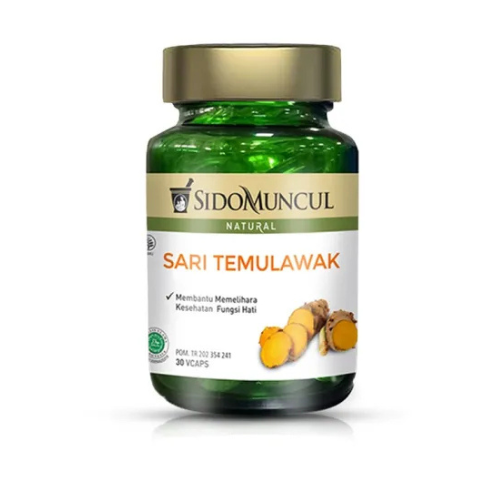 SIDOMUNCUL
NATURAL
SARI TEMULAWAK
Membantu Memelihara
Kesehatan Fungsi Hati
POM. TR 202 354 241
30 VCAPS